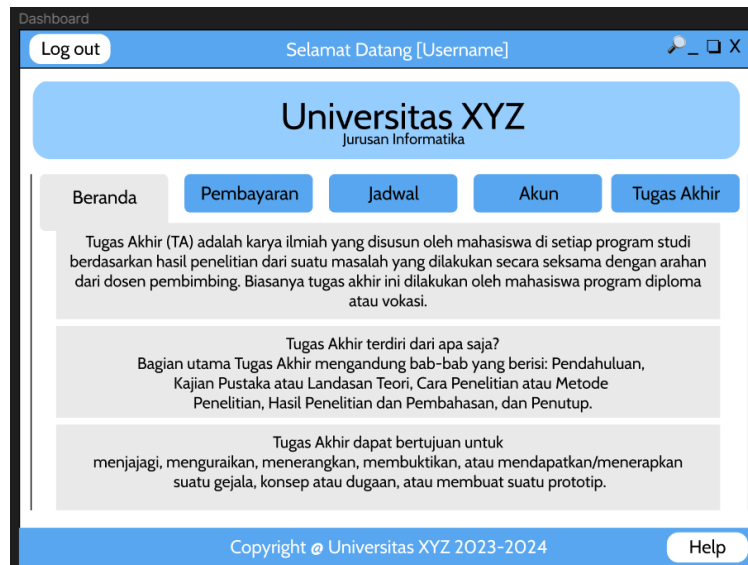 Dashboard
Log out
Selamat Datang [Username]
_ X
Universitas XYZ
Jurusan Informatika
Beranda
Pembayaran
Jadwal
Akun
Tugas Akhir
Tugas Akhir (TA) adalah karya ilmiah yang disusun oleh mahasiswa di setiap program studi
berdasarkan hasil penelitian dari suatu masalah yang dilakukan secara seksama dengan arahan
dari dosen pembimbing. Biasanya tugas akhir ini dilakukan oleh mahasiswa program diploma
atau vokasi.
Tugas Akhir terdiri dari apa saja?
Bagian utama Tugas Akhir mengandung bab-bab yang berisi: Pendahuluan,
Kajian Pustaka atau Landasan Teori, Cara Penelitian atau Metode
Penelitian, Hasil Penelitian dan Pembahasan, dan Penutup.
Tugas Akhir dapat bertujuan untuk
menjajagi, menguraikan, menerangkan, membuktikan, atau mendapatkan/menerapkan
suatu gejala, konsep atau dugaan, atau membuat suatu prototip.
Copyright @ Universitas XYZ 2023-2024
Help